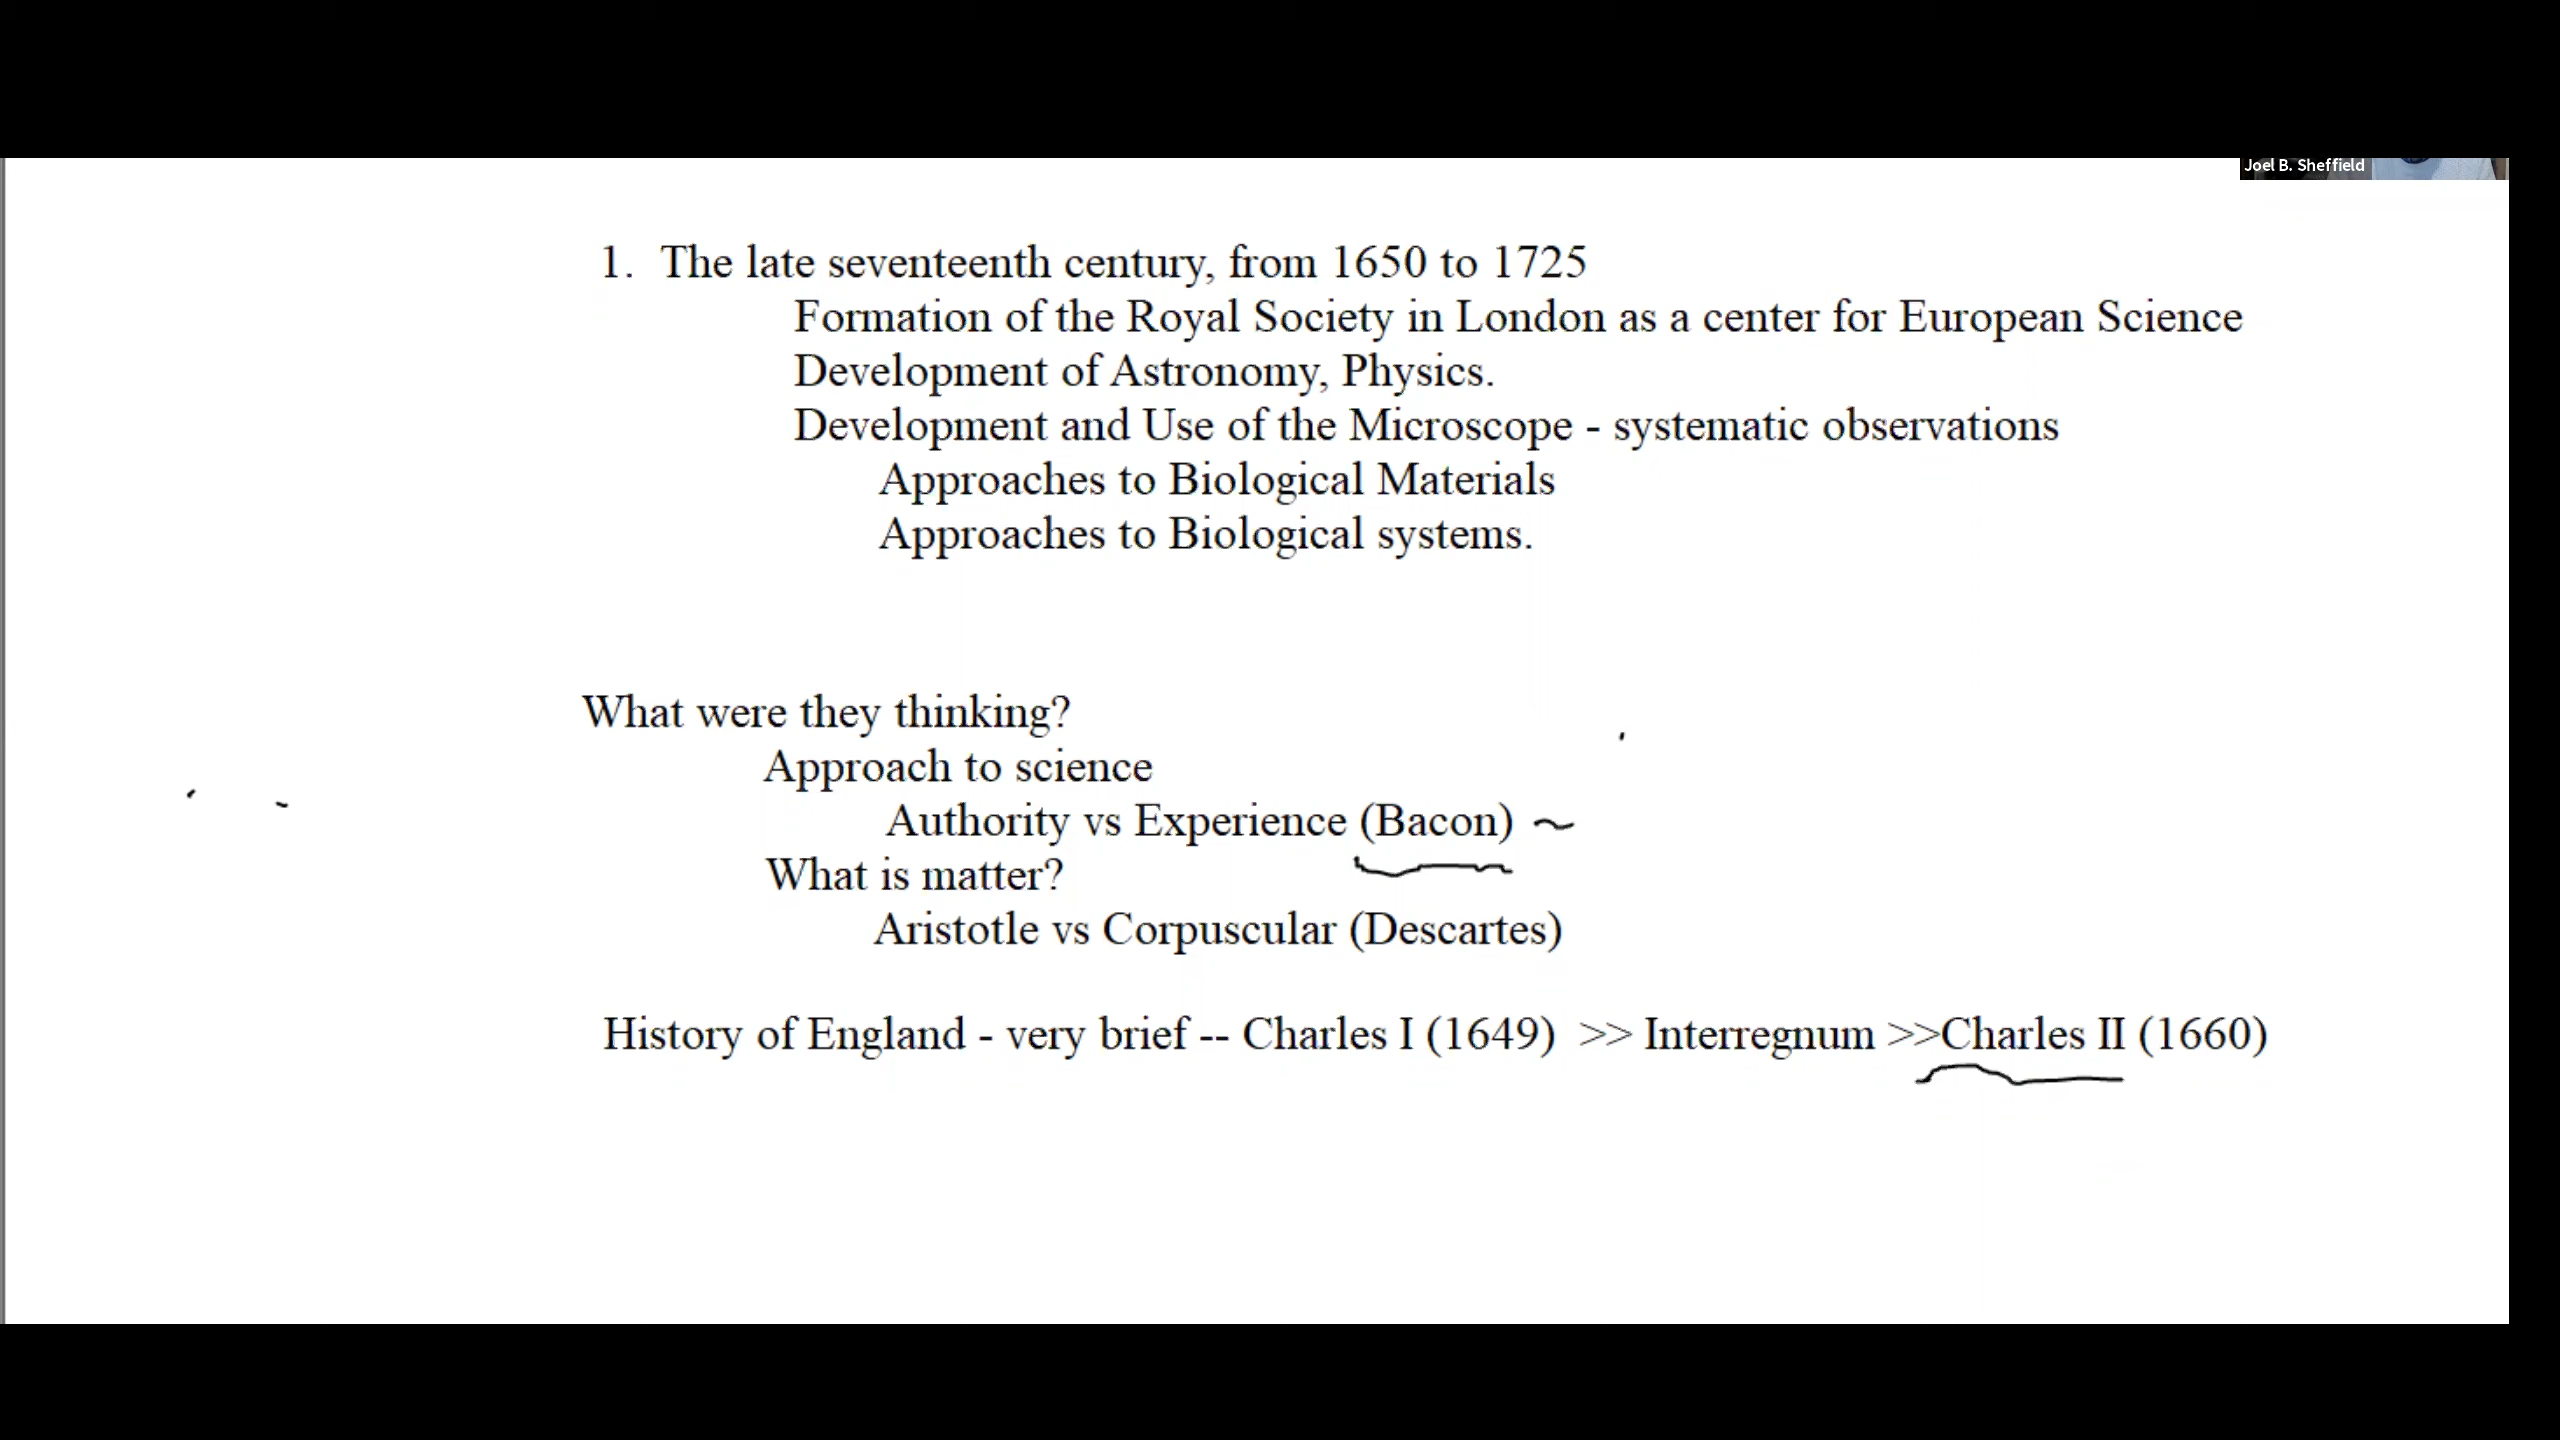 Joel B. Sheffield
1. The late seventeenth century, from 1650 to 1725
Formation of the Royal Society in London as a center for European Science
Development of Astronomy, Physics.
Development and Use of the Microscope - systematic observations
Approaches to Biological Materials
Approaches to Biological systems.
What were they thinking?
Approach to science
Authority vs Experience (Bacon) ~
What is matter?
Aristotle vs Corpuscular (Descartes)
History of England - very brief -- Charles I (1649) >> Interregnum >>Charles II (1660)